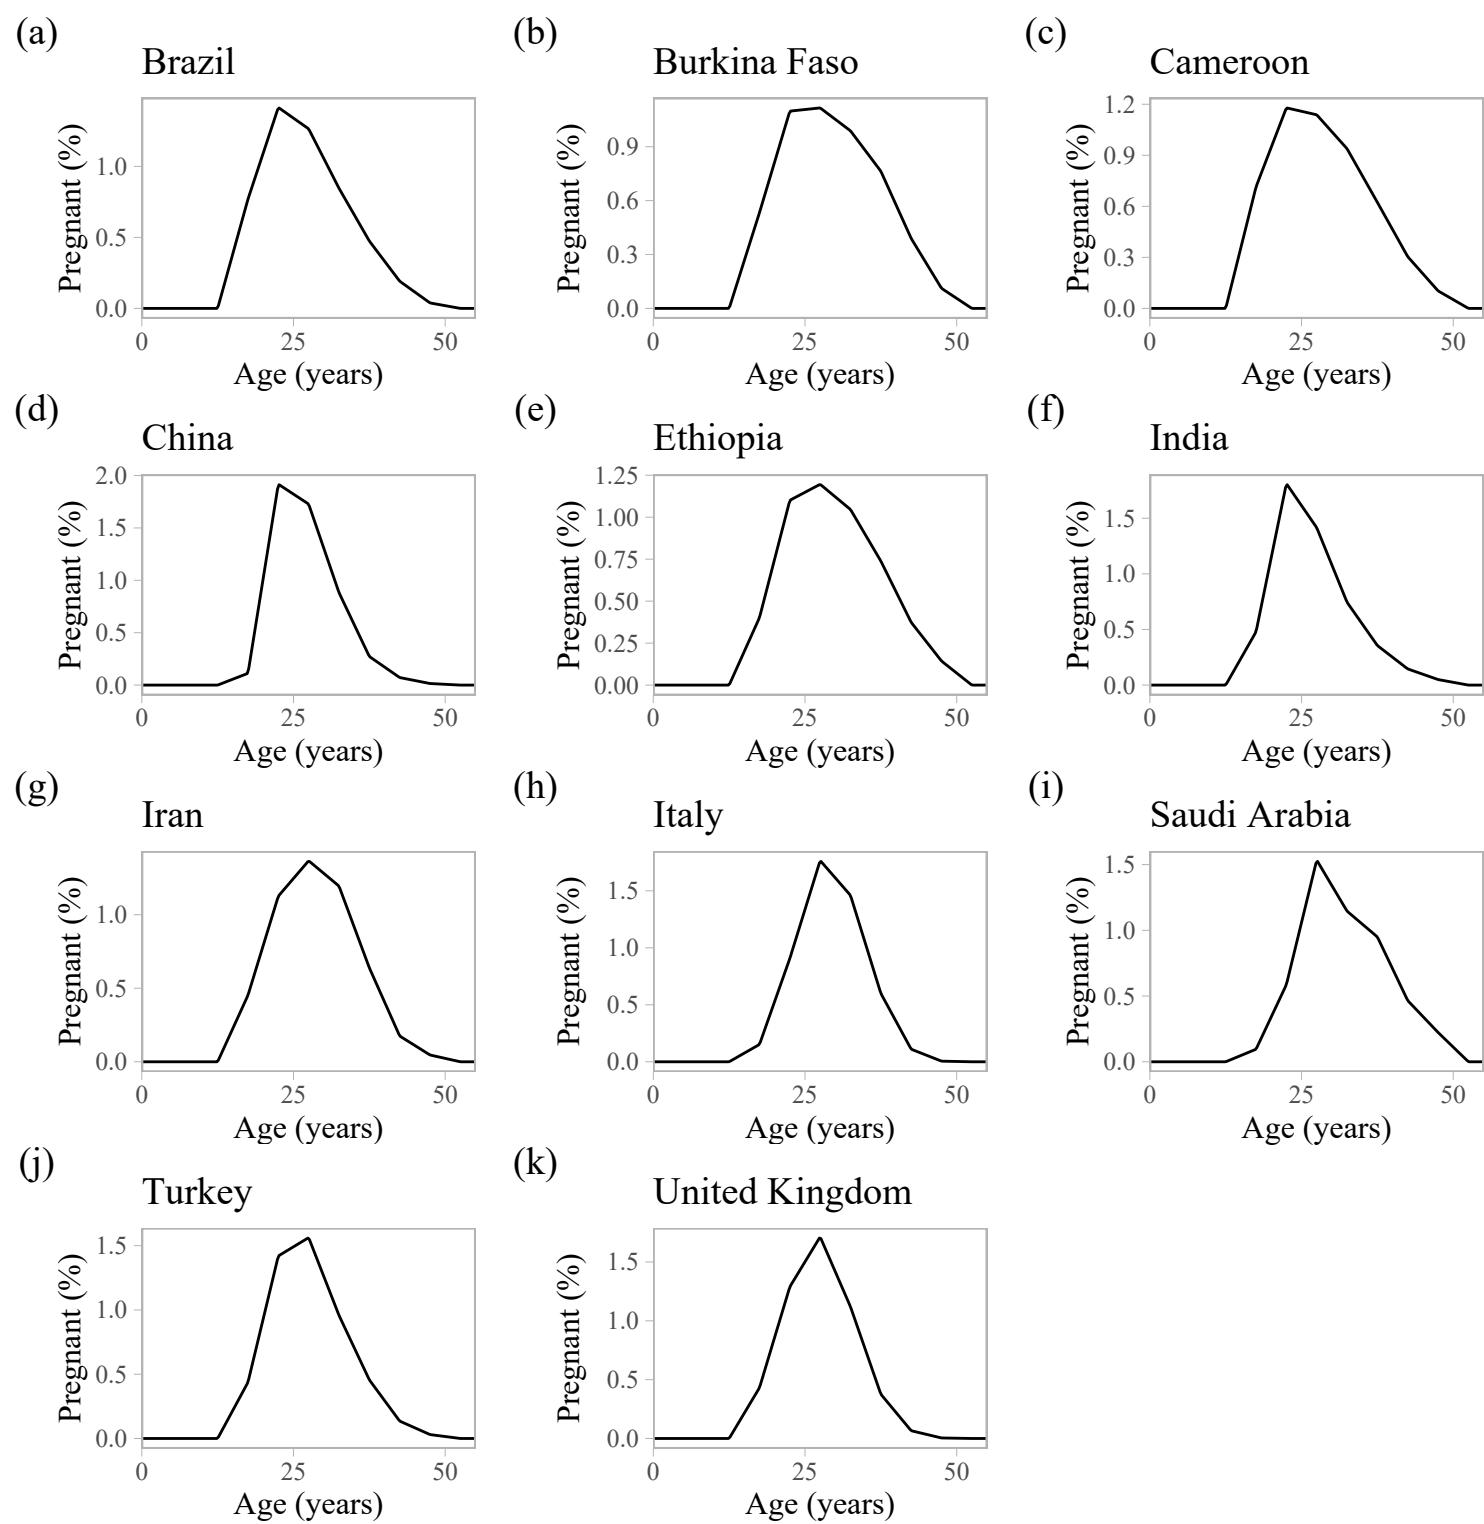 (a)
Brazil
Pregnant (%)
1.0
0.5
0.0
0 25 50
Age (years)
(b)
Burkina Faso
Pregnant (%)
0.9
0.6
0.3
0.0
0 25 50
Age (years)
(c)
Cameroon
Pregnant (%)
1.2
0.9
0.6
0.3
0.0
0 25 50
Age (years)
(d)
China
Pregnant (%)
2.0
1.5
1.0
0.5
0.0
0 25 50
Age (years)
(e)
Ethiopia
Pregnant (%)
1.25
1.00
0.75
0.50
0.25
0.00
0 25 50
Age (years)
(f)
India
Pregnant (%)
1.5
1.0
0.5
0.0
0 25 50
Age (years)
(g)
Iran
Pregnant (%)
1.0
0.5
0.0
0 25 50
Age (years)
(h)
Italy
Pregnant (%)
1.5
1.0
0.5
0.0
0 25 50
Age (years)
(i)
Saudi Arabia
Pregnant (%)
1.5
1.0
0.5
0.0
0 25 50
Age (years)
(j)
Turkey
Pregnant (%)
1.5
1.0
0.5
0.0
0 25 50
Age (years)
(k)
United Kingdom
Pregnant (%)
1.5
1.0
0.5
0.0
0 25 50
Age (years)